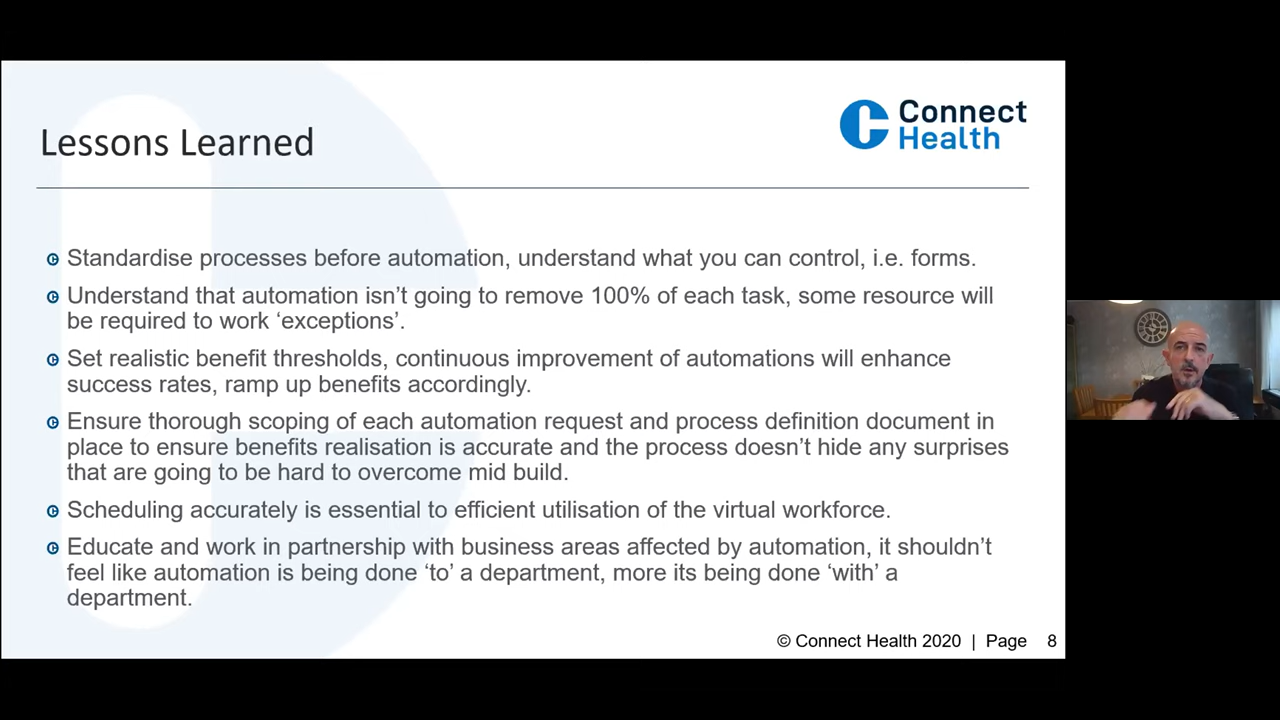 Connect
Health
Lessons Learned
Standardise processes before automation, understand what you can control, i.e. forms.
Understand that automation isn't going to remove 100% of each task, some resource will
be required to work ‘exceptions’.
Set realistic benefit thresholds, continuous improvement of automations will enhance
success rates, ramp up benefits accordingly.
Ensure thorough scoping of each automation request and process definition document in
place to ensure benefits realisation is accurate and the process doesn't hide any surprises
that are going to be hard to overcome mid build.
Scheduling accurately is essential to efficient utilisation of the virtual workforce.
Educate and work in partnership with business areas affected by automation, it shouldn't
feel like automation is being done ‘to’ a department, more its being done ‘with’ a
department.
© Connect Health 2020 | Page 8